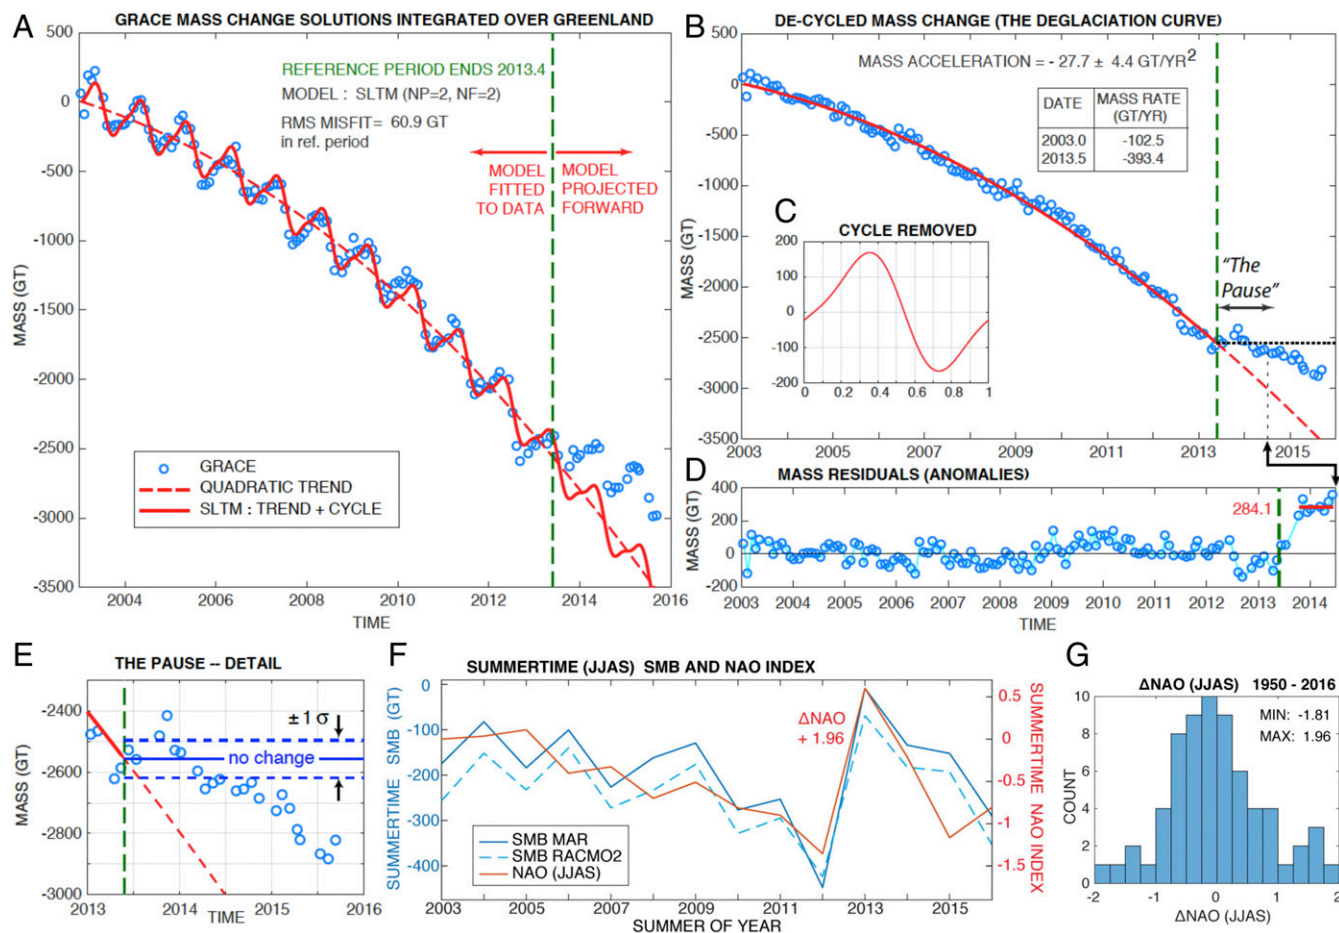 A
GRACE MASS CHANGE SOLUTIONS INTEGRATED OVER GREENLAND
500
0
-500
-1000
-1500
-2000
-2500
-3000
-3500
MASS (GT)
REFERENCE PERIOD ENDS 2013.4
MODEL : SLTM (NP=2, NF=2)
RMS MISFIT= 60.9 GT
in ref. period
MODEL
FITTED
TO DATA
MODEL
PROJECTED
FORWARD
GRACE
QUADRATIC TREND
SLTM : TREND + CYCLE
2004 2006 2008 2010 2012 2014 2016
TIME
B
DE-CYCLED MASS CHANGE (THE DEGLACIATION CURVE)
500
0
-500
-1000
-1500
-2000
-2500
-3000
-3500
MASS (GT)
MASS ACCELERATION = - 27.7 ± 4.4 GT/YR2
DATE MASS RATE
(GT/YR)
2003.0 -102.5
2013.5 -393.4
"The
Pause"
2003 2005 2007 2009 2011 2013 2015
C
CYCLE REMOVED
200
100
0
-100
-200
0 0.2 0.4 0.6 0.8 1
D
MASS RESIDUALS (ANOMALIES)
400
200
0
-200
MASS (GT)
284.1
2003 2004 2005 2006 2007 2008 2009 2010 2011 2012 2013 2014
TIME
E
THE PAUSE -- DETAIL
-2400
-2600
-2800
-3000
MASS (GT)
± 1 σ
no change
2013 2014 2015 2016
TIME
F
SUMMERTIME (JJAS) SMB AND NAO INDEX
0
-100
-200
-300
-400
SUMMERTIME SMB (GT)
ΔNAO
+ 1.96
SMB MAR
SMB RACMO2
NAO (JJAS)
0.5
0
-0.5
-1
-1.5
SUMMERTIME NAO INDEX
2003 2005 2007 2009 2011 2013 2015
SUMMER OF YEAR
G
ΔNAO (JJAS) 1950 - 2016
10
8
6
4
2
0
COUNT
MIN: -1.81
MAX: 1.96
-2 -1 0 1 2
ΔNAO (JJAS)